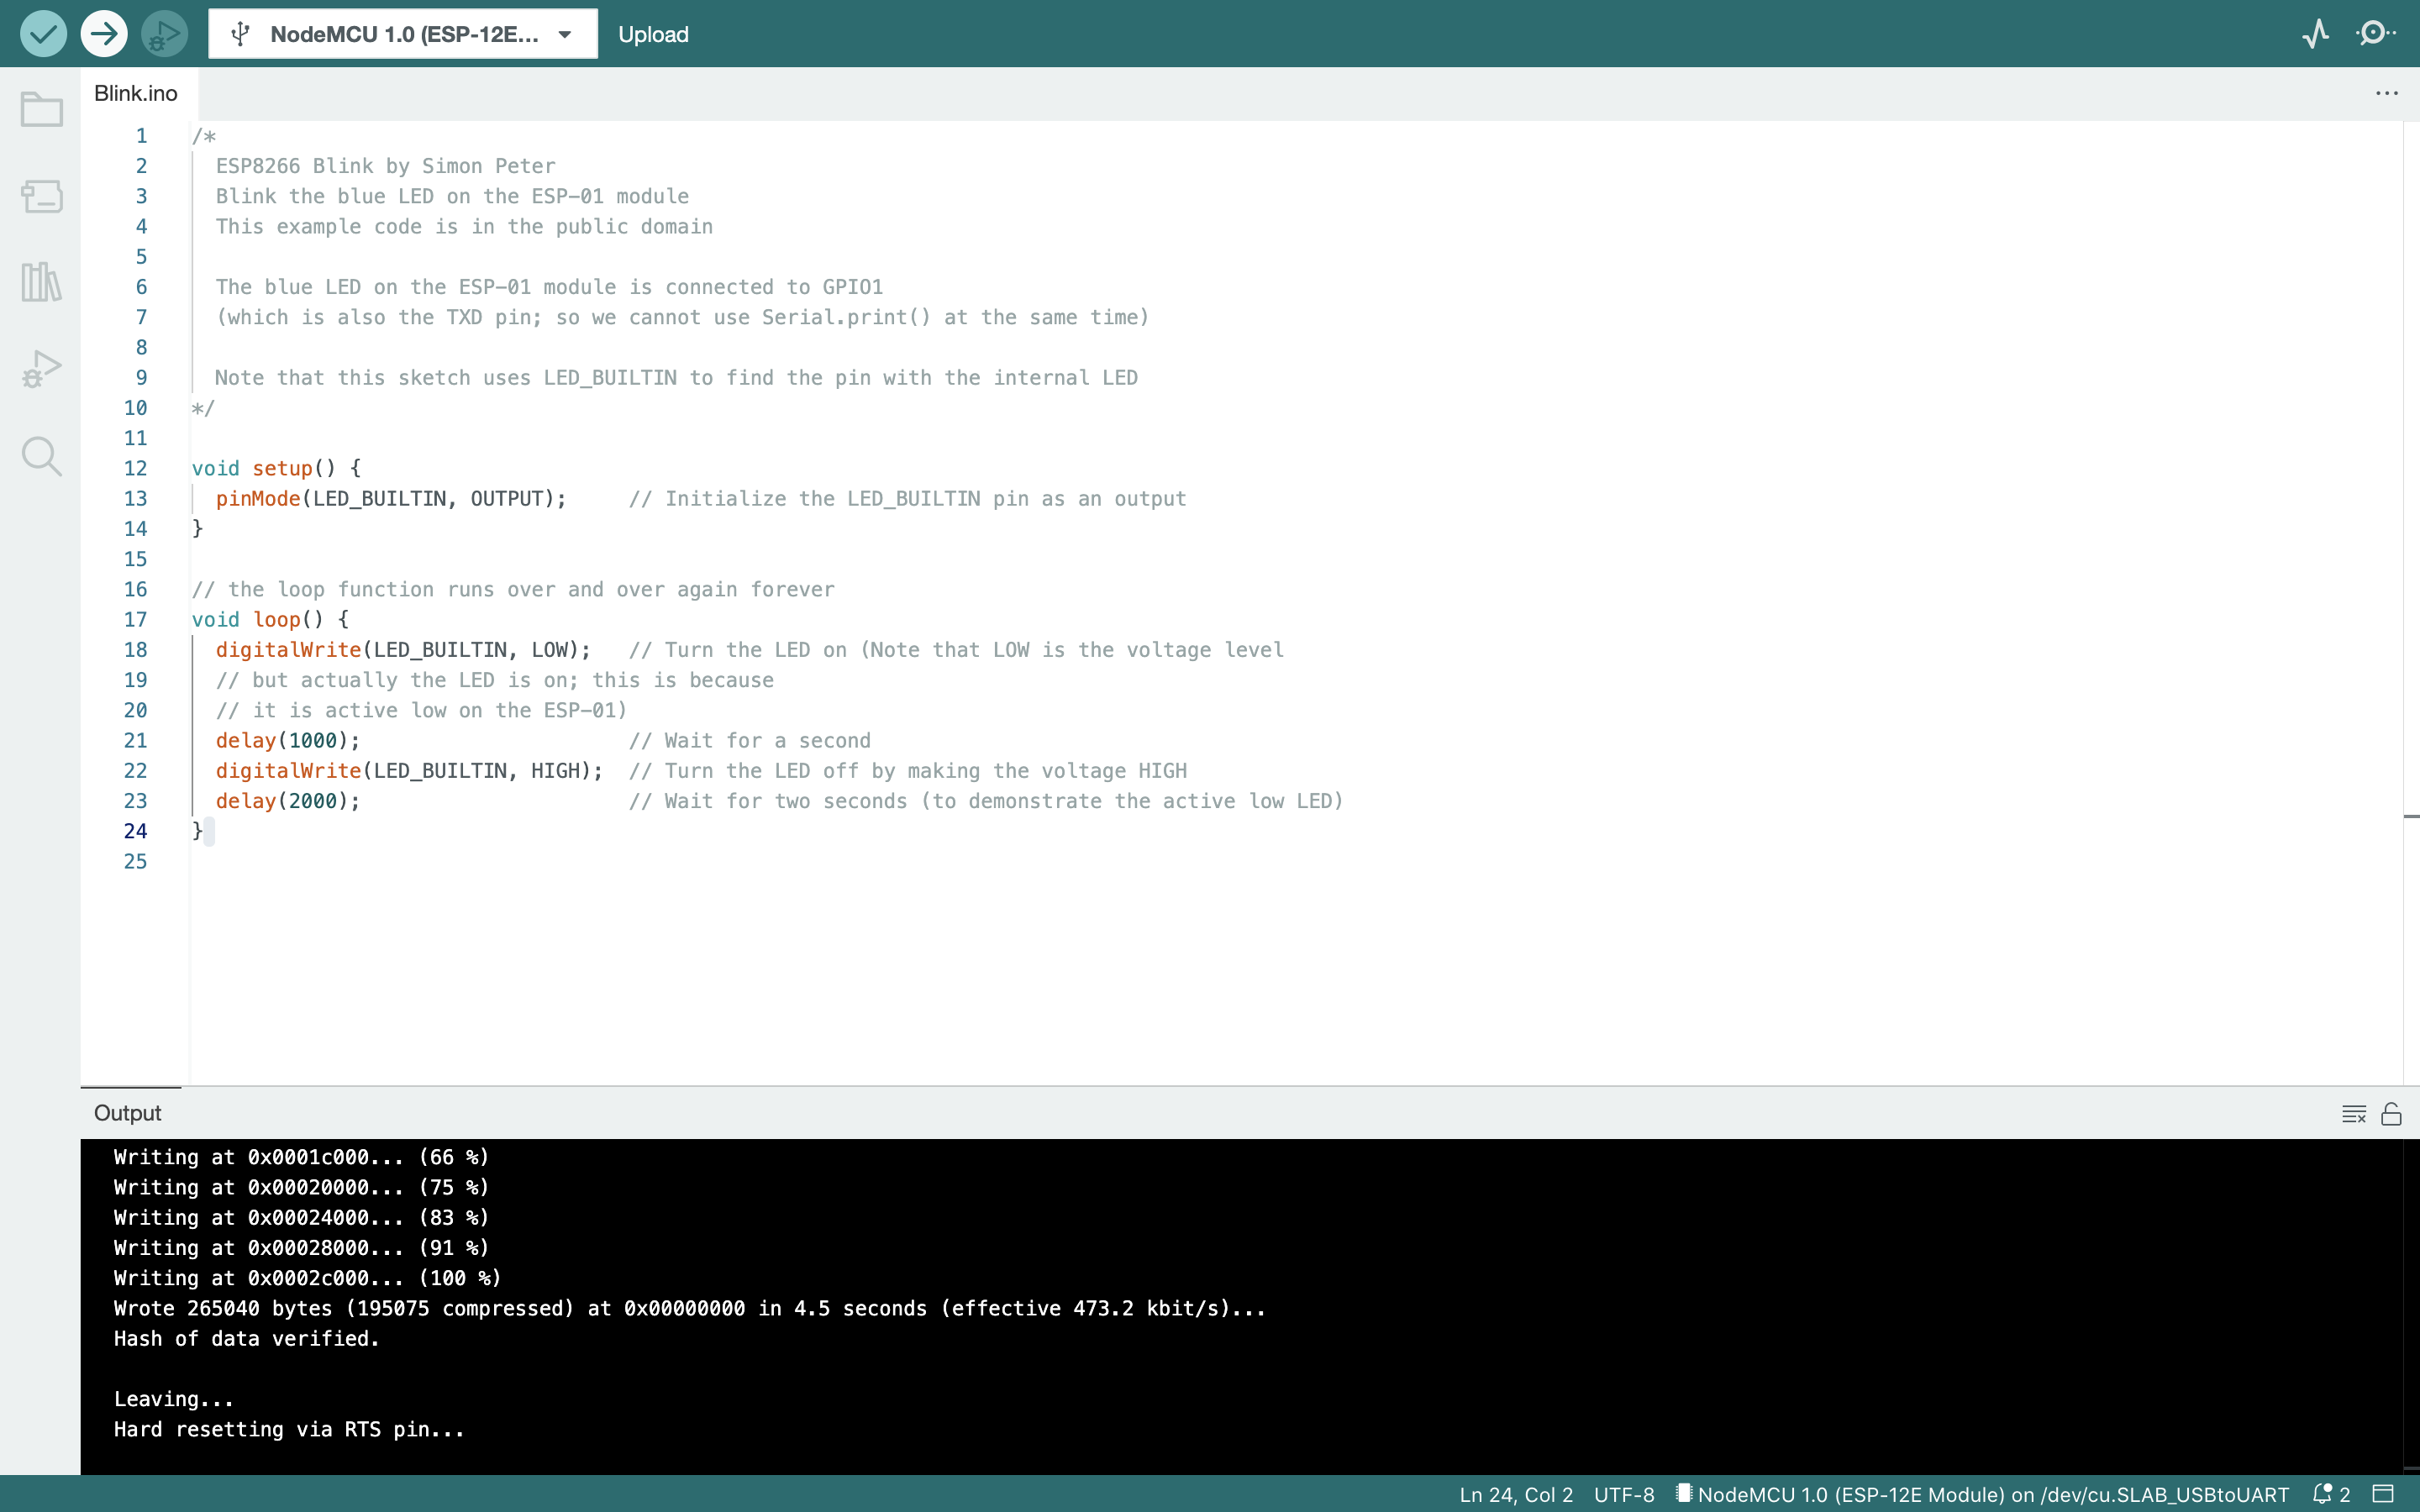 NodeMCU 1.0 (ESP-12E...
Upload
Blink.ino
1 /*
2   ESP8266 Blink by Simon Peter
3   Blink the blue LED on the ESP-01 module
4   This example code is in the public domain
5
6   The blue LED on the ESP-01 module is connected to GPIO1
7   (which is also the TXD pin; so we cannot use Serial.print() at the same time)
8
9   Note that this sketch uses LED_BUILTIN to find the pin with the internal LED
10 */
11
12 void setup() {
13   pinMode(LED_BUILTIN, OUTPUT);     // Initialize the LED_BUILTIN pin as an output
14 }
15
16 // the loop function runs over and over again forever
17 void loop() {
18   digitalWrite(LED_BUILTIN, LOW);   // Turn the LED on (Note that LOW is the voltage level
19   // but actually the LED is on; this is because
20   // it is active low on the ESP-01)
21   delay(1000);                      // Wait for a second
22   digitalWrite(LED_BUILTIN, HIGH);  // Turn the LED off by making the voltage HIGH
23   delay(2000);                      // Wait for two seconds (to demonstrate the active low LED)
24 }
25
Output
Writing at 0x0001c000... (66 %)
Writing at 0x00020000... (75 %)
Writing at 0x00024000... (83 %)
Writing at 0x00028000... (91 %)
Writing at 0x0002c000... (100 %)
Wrote 265040 bytes (195075 compressed) at 0x00000000 in 4.5 seconds (effective 473.2 kbit/s)...
Hash of data verified.

Leaving...
Hard resetting via RTS pin...
Ln 24, Col 2 UTF-8 NodeMCU 1.0 (ESP-12E Module) on /dev/cu.SLAB_USBtoUART 2